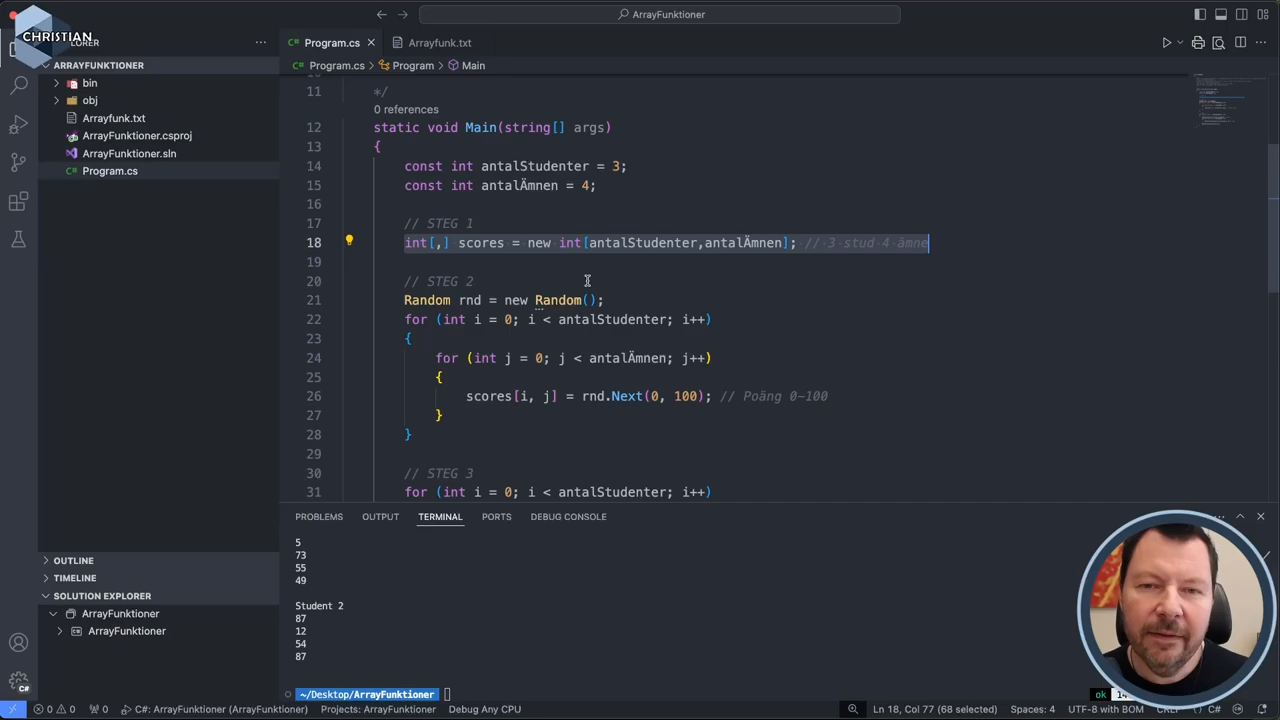 CHRISTIAN
ArrayFunktioner
Program.cs
Arrayfunk.txt
ARRAYFUNKTIONER
bin
obj
Arrayfunk.txt
ArrayFunktioner.csproj
ArrayFunktioner.sln
Program.cs
OUTLINE
TIMELINE
SOLUTION EXPLORER
ArrayFunktioner
ArrayFunktioner
Program.cs > Program > Main
11 */
0 references
12 static void Main(string[] args)
13 {
14 const int antalStudenter = 3;
15 const int antalÄmnen = 4;
16
17 // STEG 1
18 int[,] scores = new int[antalStudenter,antalÄmnen]; // 3 stud 4 ämne
19
20 // STEG 2
21 Random rnd = new Random();
22 for (int i = 0; i < antalStudenter; i++)
23 {
24 for (int j = 0; j < antalÄmnen; j++)
25 {
26 scores[i, j] = rnd.Next(0, 100); // Poäng 0-100
27 }
28 }
29
30 // STEG 3
31 for (int i = 0; i < antalStudenter; i++)
PROBLEMS OUTPUT TERMINAL PORTS DEBUG CONSOLE
5
73
55
49
Student 2
87
12
54
87
~/Desktop/ArrayFunktioner
ok
0 0 0 C#: ArrayFunktioner (ArrayFunktioner) Projects: ArrayFunktioner Debug Any CPU Ln 18, Col 77 (68 selected) Spaces: 4 UTF-8 with BOM CRLF C#